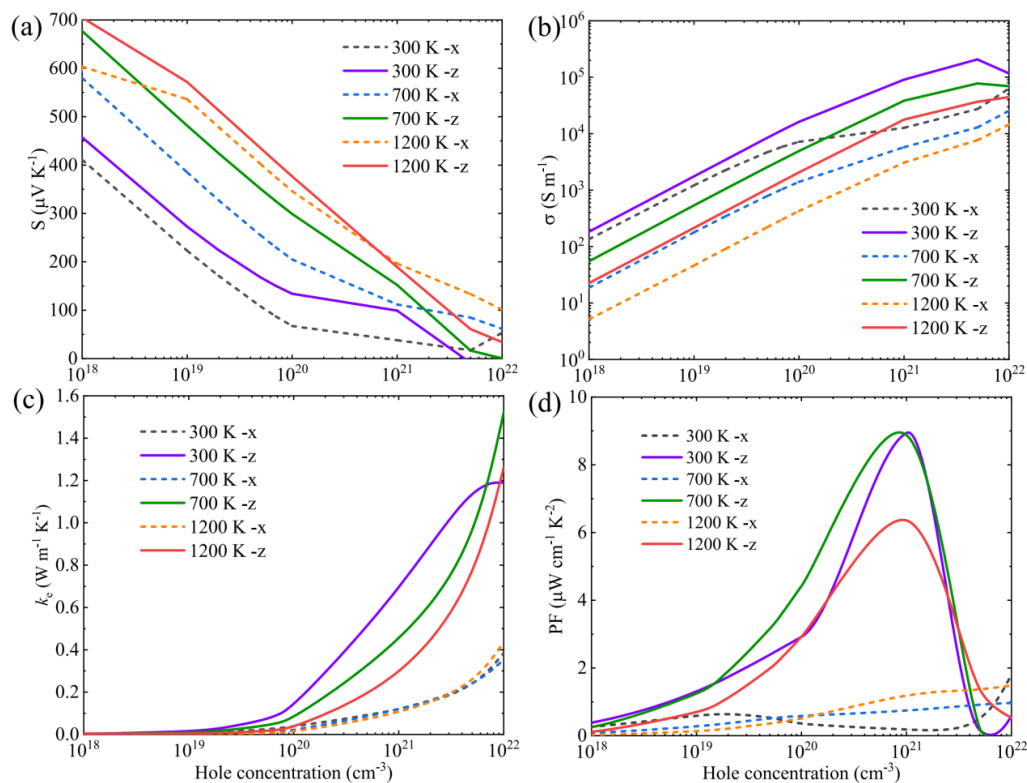 (a)
700
600
500
400
300
200
100
0
S (µV K⁻¹)
10¹⁸ 10¹⁹ 10²⁰ 10²¹ 10²²
300 K -x
300 K -z
700 K -x
700 K -z
1200 K -x
1200 K -z
(b)
10⁶
10⁵
10⁴
10³
10²
10¹
10⁰
σ (S m⁻¹)
10¹⁸ 10¹⁹ 10²⁰ 10²¹ 10²²
300 K -x
300 K -z
700 K -x
700 K -z
1200 K -x
1200 K -z
(c)
1.6
1.4
1.2
1.0
0.8
0.6
0.4
0.2
0.0
kₑ (W m⁻¹ K⁻¹)
300 K -x
300 K -z
700 K -x
700 K -z
1200 K -x
1200 K -z
10¹⁸ 10¹⁹ 10²⁰ 10²¹ 10²²
Hole concentration (cm⁻³)
(d)
10
8
6
4
2
0
PF (µW cm⁻¹ K⁻²)
300 K -x
300 K -z
700 K -x
700 K -z
1200 K -x
1200 K -z
10¹⁸ 10¹⁹ 10²⁰ 10²¹ 10²²
Hole concentration (cm⁻³)